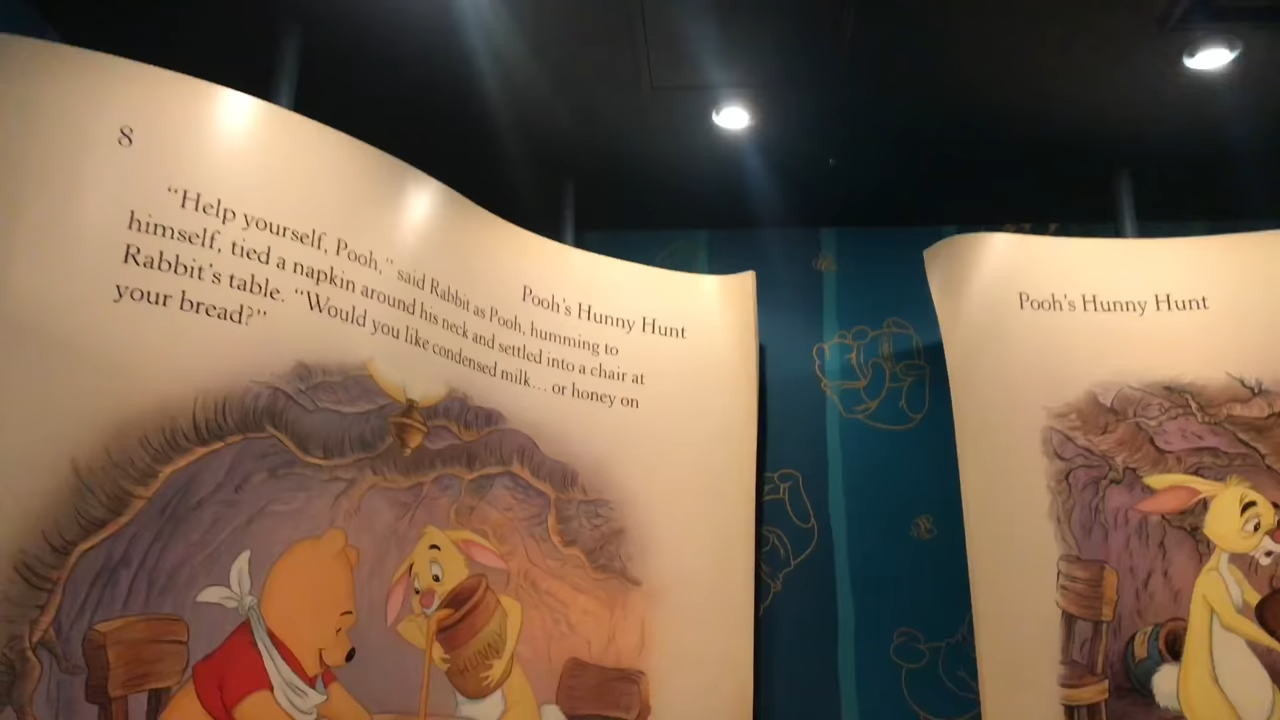 8
Pooh's Hunny Hunt
“Help yourself, Pooh,” said Rabbit as Pooh, humming to
himself, tied a napkin around his neck and settled into a chair at
Rabbit's table. “Would you like condensed milk... or honey on
your bread?”
HUNNY
Pooh's Hunny Hunt